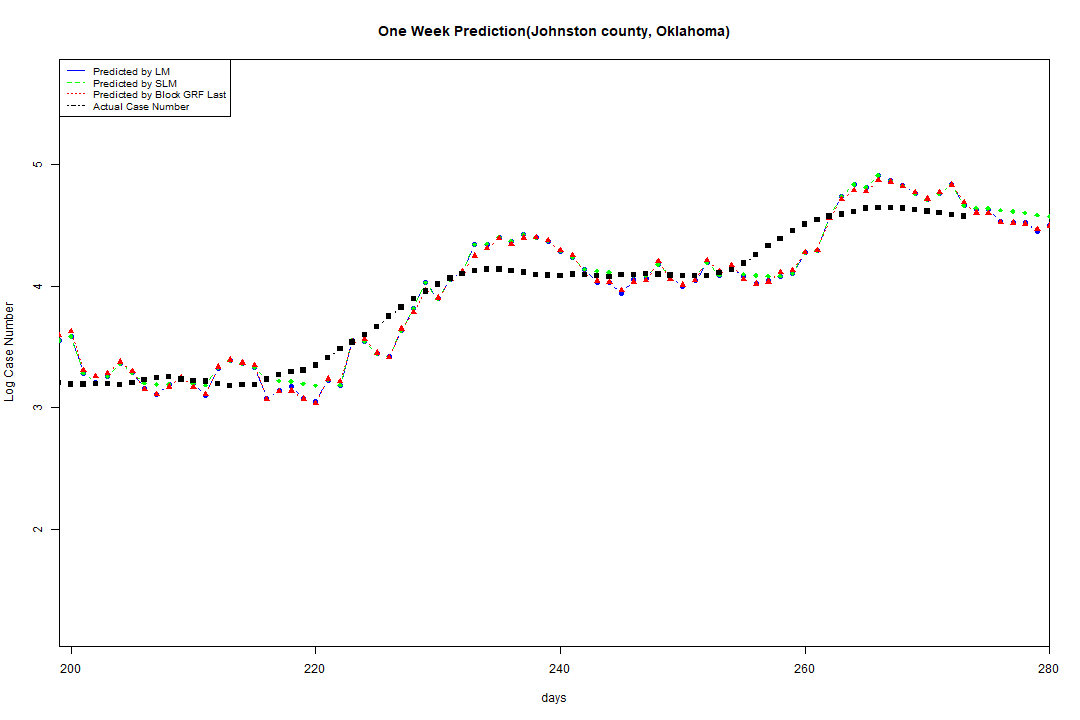 One Week Prediction(Johnston county, Oklahoma)
Predicted by LM
Predicted by SLM
Predicted by Block GRF Last
Actual Case Number
5
4
3
2
Log Case Number
200 220 240 260 280
days